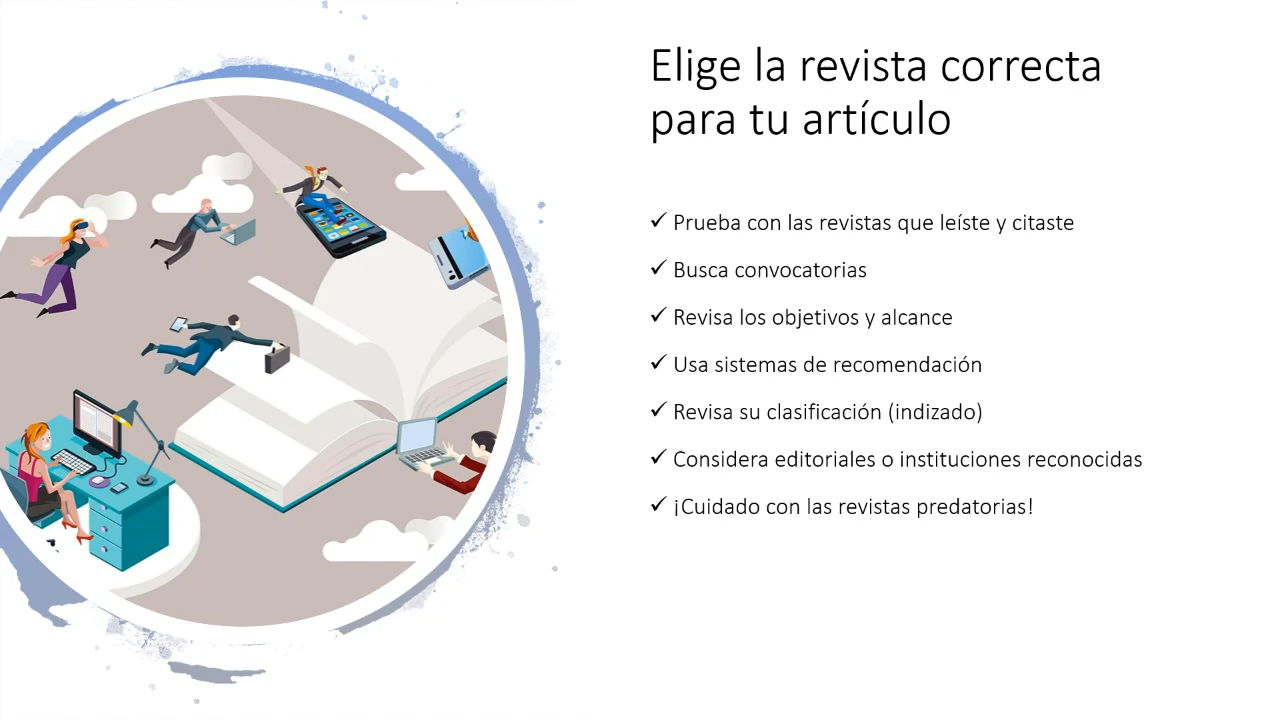 Elige la revista correcta
para tu artículo
✓ Prueba con las revistas que leíste y citaste
✓ Busca convocatorias
✓ Revisa los objetivos y alcance
✓ Usa sistemas de recomendación
✓ Revisa su clasificación (indizado)
✓ Considera editoriales o instituciones reconocidas
✓ ¡Cuidado con las revistas predatorias!